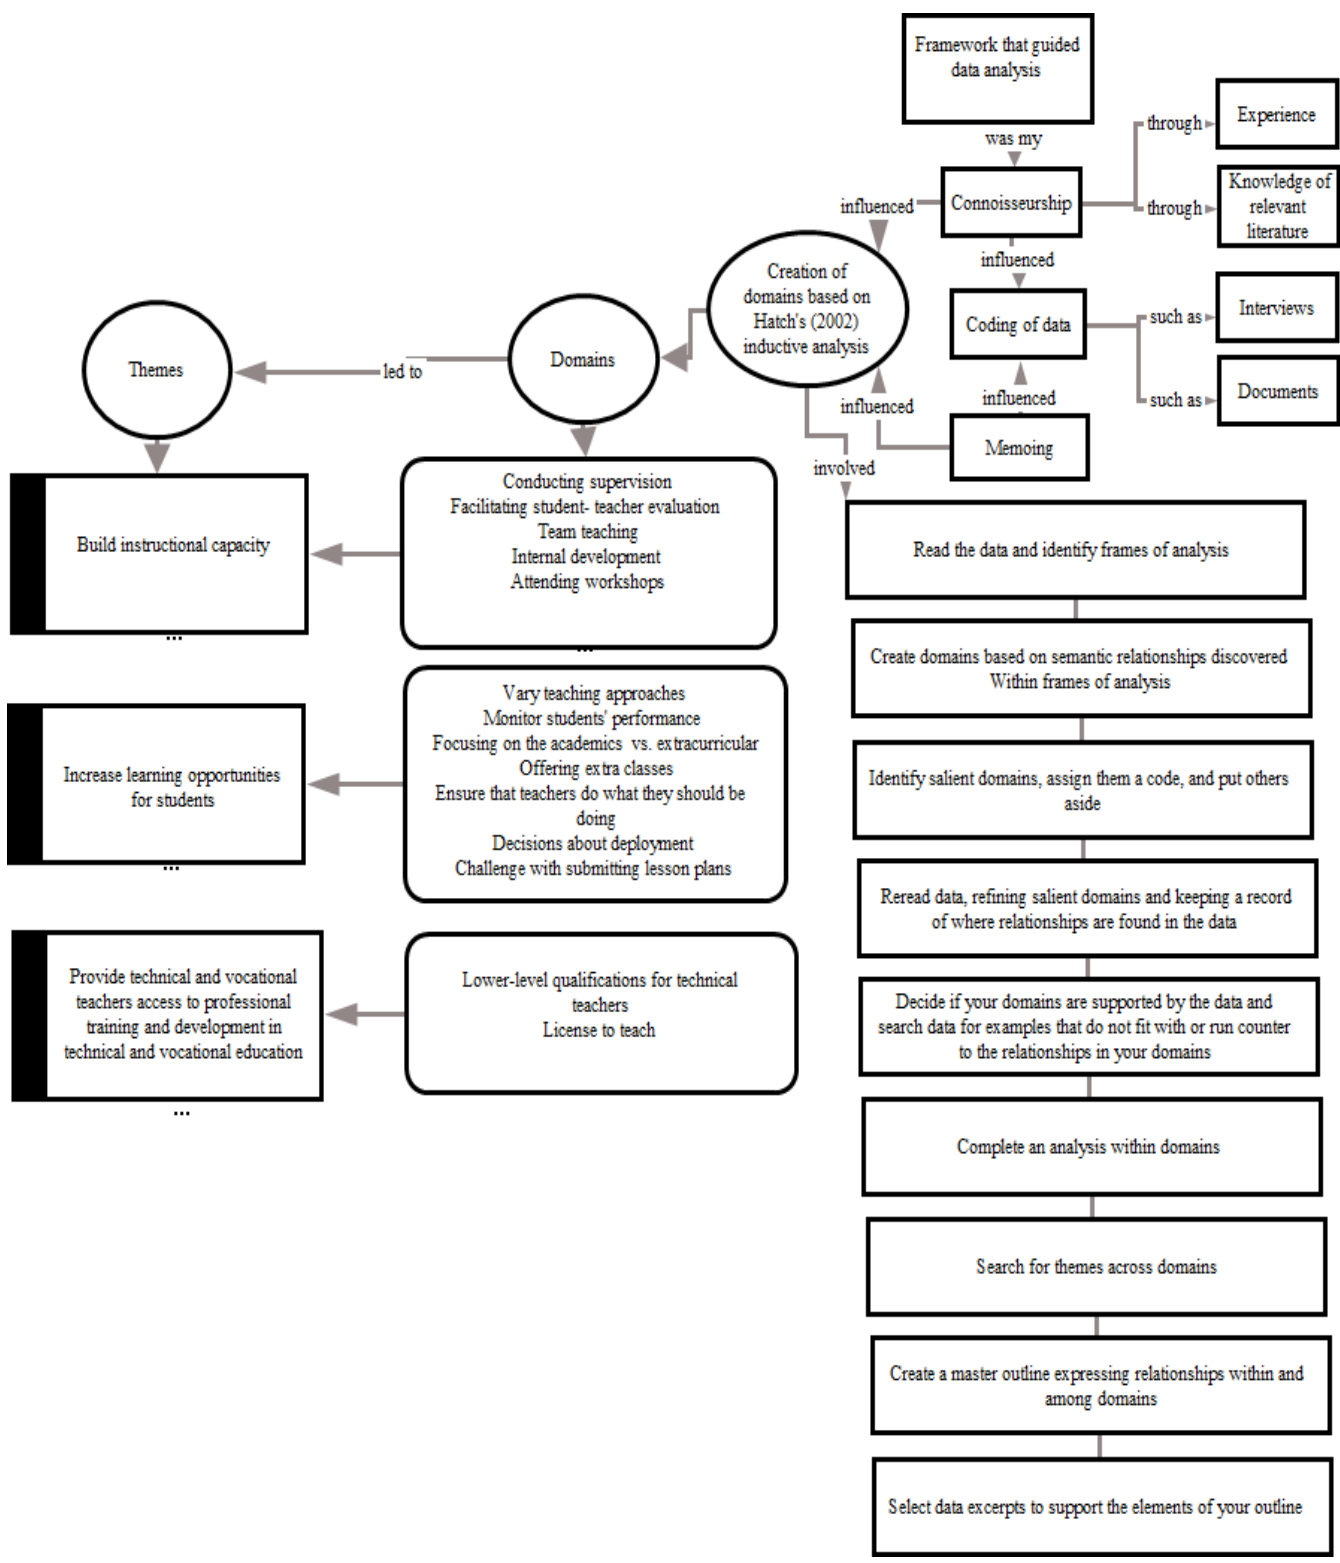 Framework that guided
data analysis
was my
through
Experience
Connoisseurship
through
Knowledge of
relevant
literature
influenced
influenced
Creation of
domains based on
Hatch's (2002)
inductive analysis
Coding of data
such as
Interviews
such as
Documents
influenced
influenced
Memoing
involved
Domains
led to
Themes
Build instructional capacity
...
Conducting supervision
Facilitating student- teacher evaluation
Team teaching
Internal development
Attending workshops
...
Increase learning opportunities
for students
...
Vary teaching approaches
Monitor students' performance
Focusing on the academics vs. extracurricular
Offering extra classes
Ensure that teachers do what they should be
doing
Decisions about deployment
Challenge with submitting lesson plans
Provide technical and vocational
teachers access to professional
training and development in
technical and vocational education
...
Lower-level qualifications for technical
teachers
License to teach
Read the data and identify frames of analysis
Create domains based on semantic relationships discovered
Within frames of analysis
Identify salient domains, assign them a code, and put others
aside
Reread data, refining salient domains and keeping a record
of where relationships are found in the data
Decide if your domains are supported by the data and
search data for examples that do not fit with or run counter
to the relationships in your domains
Complete an analysis within domains
Search for themes across domains
Create a master outline expressing relationships within and
among domains
Select data excerpts to support the elements of your outline